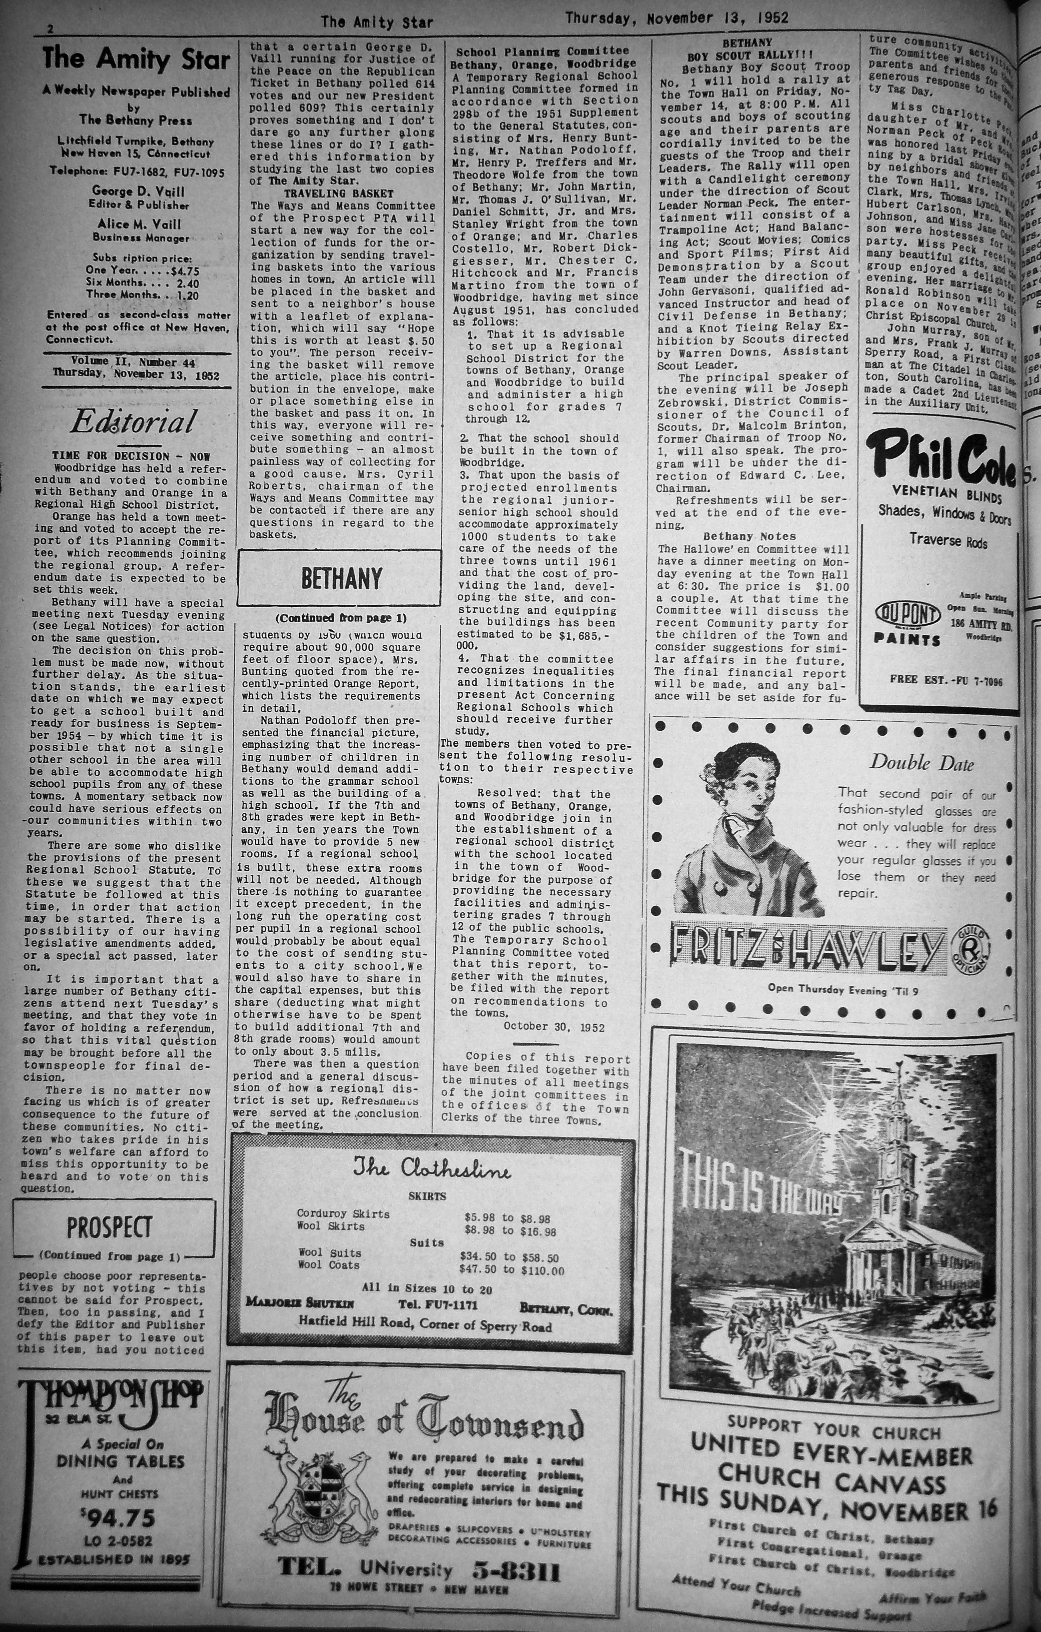 2
The Amity Star
Thursday, November 13, 1952
The Amity Star
A Weekly Newspaper Published
by
The Bethany Press
Litchfield Turnpike, Bethany
New Haven 15, Connecticut
Telephone: FU7-1682, FU7-1095
George D. Vaill
Editor & Publisher
Alice M. Vaill
Business Manager
Subs ription price:
One Year. . . . .$4.75
Six Months. . . . 2.40
Three Months. . 1.20
Entered as second-class matter
at the post office at New Haven,
Connecticut.
Volume II, Number 44
Thursday, November 13, 1952
Editorial
TIME FOR DECISION - NOW
Woodbridge has held a refer-
endum and voted to combine
with Bethany and Orange in a
Regional High School District.
Orange has held a town meet-
ing and voted to accept the re-
port of its Planning Commit-
tee, which recommends joining
the regional group. A refer-
endum date is expected to be
set this week.
Bethany will have a special
meeting next Tuesday evening
(see Legal Notices) for action
on the same question.
The decision on this prob-
lem must be made now, without
further delay. As the situa-
tion stands, the earliest
date on which we may expect
to get a school built and
ready for business is Septem-
ber 1954 - by which time it is
possible that not a single
other school in the area will
be able to accommodate high
school pupils from any of these
towns. A momentary setback now
could have serious effects on
our communities within two
years.
There are some who dislike
the provisions of the present
Regional School Statute. To
these we suggest that the
Statute be followed at this
time, in order that action
may be started. There is a
possibility of our having
legislative amendments added,
or a special act passed, later
on.
It is important that a
large number of Bethany citi-
zens attend next Tuesday's
meeting, and that they vote in
favor of holding a referendum,
so that this vital question
may be brought before all the
townspeople for final de-
cision.
There is no matter now
facing us which is of greater
consequence to the future of
these communities. No citi-
zen who takes pride in his
town's welfare can afford to
miss this opportunity to be
heard and to vote on this
question.
PROSPECT
(Continued from page 1)
people choose poor representa-
tives by not voting - this
cannot be said for Prospect.
Then, too in passing, and I
defy the Editor and Publisher
of this paper to leave out
this item, had you noticed
THOMPSON SHOP
32 ELM ST.
A Special On
DINING TABLES
And
HUNT CHESTS
$94.75
LO 2-0582
ESTABLISHED IN 1895
that a certain George D.
Vaill running for Justice of
the Peace on the Republican
Ticket in Bethany polled 614
votes and our new President
polled 609? This certainly
proves something and I don't
dare go any further along
these lines or do I? I gath-
ered this information by
studying the last two copies
of The Amity Star.
TRAVELING BASKET
The Ways and Means Committee
of the Prospect PTA will
start a new way for the col-
lection of funds for the or-
ganization by sending travel-
ing baskets into the various
homes in town. An article will
be placed in the basket and
sent to a neighbor's house
with a leaflet of explana-
tion, which will say "Hope
this is worth at least $.50
to you". The person receiv-
ing the basket will remove
the article, place his contri-
bution in the envelope, make
or place something else in
the basket and pass it on. In
this way, everyone will re-
ceive something and contri-
bute something - an almost
painless way of collecting for
a good cause. Mrs. Cyril
Roberts, chairman of the
Ways and Means Committee may
be contacted if there are any
questions in regard to the
baskets.
BETHANY
(Continued from page 1)
students by 1960 (which would
require about 90,000 square
feet of floor space). Mrs.
Bunting quoted from the re-
cently-printed Orange Report,
which lists the requirements
in detail.
Nathan Podoloff then pre-
sented the financial picture,
emphasizing that the increas-
ing number of children in
Bethany would demand addi-
tions to the grammar school
as well as the building of a
high school. If the 7th and
8th grades were kept in Beth-
any, in ten years the Town
would have to provide 5 new
rooms. If a regional school
is built, these extra rooms
will not be needed. Although
there is nothing to guarantee
it except precedent, in the
long run the operating cost
per pupil in a regional school
would probably be about equal
to the cost of sending stu-
ents to a city school. We
would also have to share in
the capital expenses, but this
share (deducting what might
otherwise have to be spent
to build additional 7th and
8th grade rooms) would amount
to only about 3.5 mills.
There was then a question
period and a general discus-
sion of how a regional dis-
trict is set up. Refreshments
were served at the conclusion
of the meeting.
School Planning Committee
Bethany, Orange, Woodbridge
A Temporary Regional School
Planning Committee formed in
accordance with Section
298b of the 1951 Supplement
to the General Statutes, con-
sisting of Mrs. Henry Bunt-
ing, Mr. Nathan Podoloff,
Mr. Henry P. Treffers and Mr.
Theodore Wolfe from the town
of Bethany; Mr. John Martin,
Mr. Thomas J. O'Sullivan, Mr.
Daniel Schmitt, Jr. and Mrs.
Stanley Wright from the town
of Orange; and Mr. Charles
Costello, Mr. Robert Dick-
giesser, Mr. Chester C.
Hitchcock and Mr. Francis
Martino from the town of
Woodbridge, having met since
August 1951, has concluded
as follows:
1. That it is advisable
to set up a Regional
School District for the
towns of Bethany, Orange
and Woodbridge to build
and administer a high
school for grades 7
through 12.
2. That the school should
be built in the town of
Woodbridge.
3. That upon the basis of
projected enrollments
the regional junior-
senior high school should
accommodate approximately
1000 students to take
care of the needs of the
three towns until 1961
and that the cost of pro-
viding the land, devel-
oping the site, and con-
structing and equipping
the buildings has been
estimated to be $1,685,-
000.
4. That the committee
recognizes inequalities
and limitations in the
present Act Concerning
Regional Schools which
should receive further
study.
The members then voted to pre-
sent the following resolu-
tion to their respective
towns:
Resolved: that the
towns of Bethany, Orange,
and Woodbridge join in
the establishment of a
regional school district
with the school located
in the town of Wood-
bridge for the purpose of
providing the necessary
facilities and adminis-
tering grades 7 through
12 of the public schools.
The Temporary School
Planning Committee voted
that this report, to-
gether with the minutes,
be filed with the report
on recommendations to
the towns.
October 30, 1952
Copies of this report
have been filed together with
the minutes of all meetings
of the joint committees in
the offices of the Town
Clerks of the three Towns.
The Clothesline
SKIRTS
Corduroy Skirts $5.98 to $8.98
Wool Skirts $8.98 to $16.98
Suits
Wool Suits $34.50 to $58.50
Wool Coats $47.50 to $110.00
All in Sizes 10 to 20
MARJORIE SHUTKIN Tel. FU7-1171 BETHANY, CONN.
Hatfield Hill Road, Corner of Sperry Road
The
House of Townsend
We are prepared to make a careful
study of your decorating problems,
offering complete service in designing
and redecorating interiors for home and
office.
DRAPERIES • SLIPCOVERS • U HOLSTERY
DECORATING ACCESSORIES • FURNITURE
TEL. UNiversity 5-8311
79 HOWE STREET • NEW HAVEN
BETHANY
BOY SCOUT RALLY!!!
Bethany Boy Scout Troop
No. 1 will hold a rally at
the Town Hall on Friday, No-
vember 14, at 8:00 P.M. All
scouts and boys of scouting
age and their parents are
cordially invited to be the
guests of the Troop and their
Leaders. The Rally will open
with a Candlelight ceremony
under the direction of Scout
Leader Norman Peck. The enter-
tainment will consist of a
Trampoline Act; Hand Balanc-
ing Act; Scout Movies; Comics
and Sport Films; First Aid
Demonstration by a Scout
Team under the direction of
John Gervasoni, qualified ad-
vanced Instructor and head of
Civil Defense in Bethany;
and a Knot Tieing Relay Ex-
hibition by Scouts directed
by Warren Downs, Assistant
Scout Leader.
The principal speaker of
the evening will be Joseph
Zebrowski, District Commis-
sioner of the Council of
Scouts. Dr. Malcolm Brinton,
former Chairman of Troop No.
1, will also speak. The pro-
gram will be under the di-
rection of Edward C. Lee,
Chairman.
Refreshments will be ser-
ved at the end of the eve-
ning.
Bethany Notes
The Hallowe'en Committee will
have a dinner meeting on Mon-
day evening at the Town Hall
at 6:30. The price is $1.00
a couple. At that time the
Committee will discuss the
recent Community party for
the children of the Town and
consider suggestions for simi-
lar affairs in the future.
The final financial report
will be made, and any bal-
ance will be set aside for fu-
ture community activities.
The Committee wishes to
parents and friends for the
generous response to the
ty Tag Day.
Miss Charlotte Peck,
daughter of Mr. and Mrs.
Norman Peck of Peck Road,
was honored last Friday eve-
ning by a bridal shower given
by neighbors and friends at
the Town Hall. Mrs. Irving
Clark, Mrs. Thomas Lynch, Mrs.
Hubert Carlson, Mrs. Harry
Johnson, and Miss Jane
son were hostesses for the
party. Miss Peck received
many beautiful gifts, and the
group enjoyed a delightful
evening. Her marriage to Mr.
Ronald Robinson will take
place on November 29 in
Christ Episcopal Church.
John Murray, son of Mr.
and Mrs. Frank J. Murray of
Sperry Road, a First Class-
man at The Citadel in Charles-
ton, South Carolina, has been
made a Cadet 2nd Lieutenant
in the Auxiliary Unit.
Phil Cole
VENETIAN BLINDS
Shades, Windows & Doors
Traverse Rods
DU PONT
PAINTS
Ample Parking
Open Sun. Morning
186 AMITY RD.
Woodbridge
FREE EST. -FU 7-7096
Double Date
That second pair of our
fashion-styled glasses are
not only valuable for dress
wear . . . they will replace
your regular glasses if you
lose them or they need
repair.
FRITZ AND HAWLEY
GUILD OPTICIANS
Open Thursday Evening 'Til 9
THIS IS THE WAY
SUPPORT YOUR CHURCH
UNITED EVERY-MEMBER
CHURCH CANVASS
THIS SUNDAY, NOVEMBER 16
First Church of Christ, Bethany
First Congregational, Orange
First Church of Christ, Woodbridge
Attend Your Church
Affirm Your Faith
Pledge Increased Support